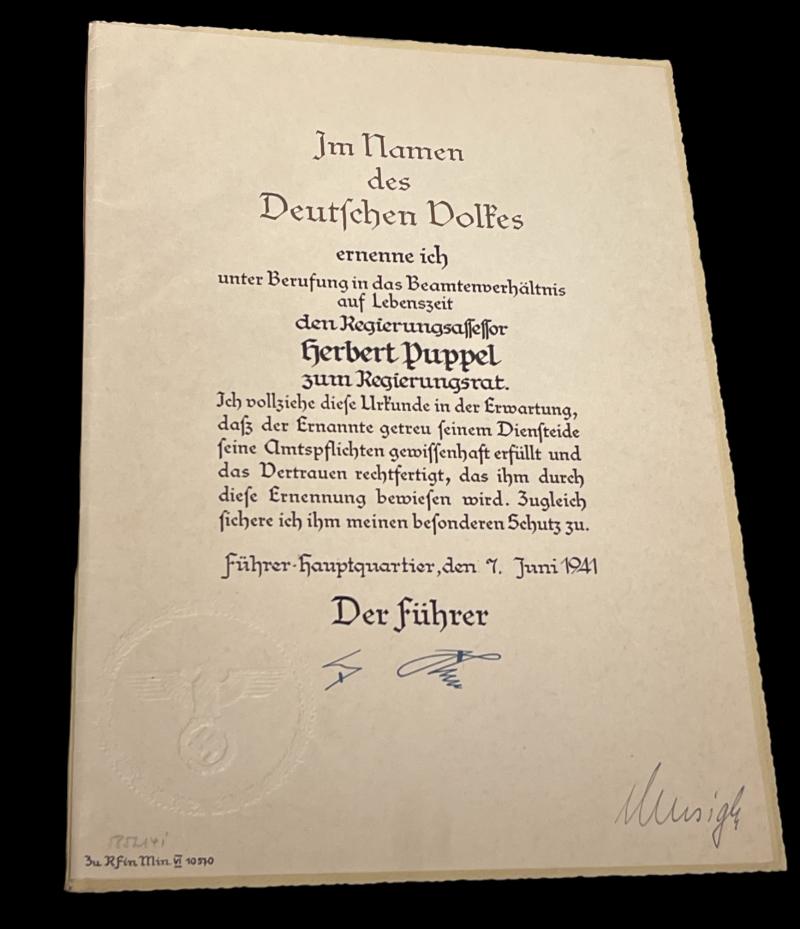 Im Namen
des
Deutſchen Volkes
ernenne ich
unter Berufung in das Beamtenverhältnis
auf Lebenszeit
den Regierungsaſſeſſor
Herbert Puppel
zum Regierungsrat.
Ich vollziehe dieſe Urkunde in der Erwartung,
daß der Ernannte getreu ſeinem Dienſteide
ſeine Amtspflichten gewiſſenhaft erfüllt und
das Vertrauen rechtfertigt, das ihm durch
dieſe Ernennung bewieſen wird. Zugleich
ſichere ich ihm meinen beſonderen Schutz zu.
Führer-Hauptquartier, den 7. Juni 1941
Der Führer
Zu RFin Min VI 10510